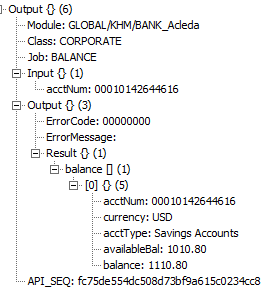 Output {} (6)
Module: GLOBAL/KHM/BANK_Acleda
Class: CORPORATE
Job: BALANCE
Input {} (1)
acctNum: 00010142644616
Output {} (3)
ErrorCode: 00000000
ErrorMessage:
Result {} (1)
balance [] (1)
[0] {} (5)
acctNum: 00010142644616
currency: USD
acctType: Savings Accounts
availableBal: 1010.80
balance: 1110.80
API_SEQ: fc75de554dc508d73bf9a615c0234cc8